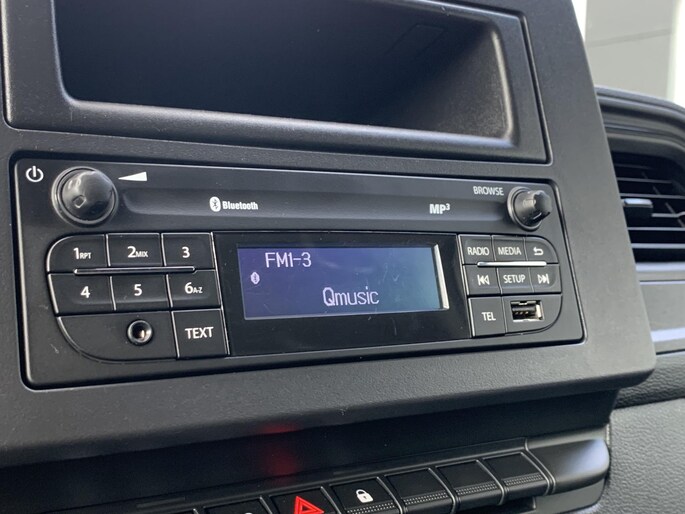 BROWSE
Bluetooth
MP3
1RPT 2MIX 3
FM1-3
RADIO MEDIA
4 5 6A-Z
Qmusic
SETUP
TEXT
TEL